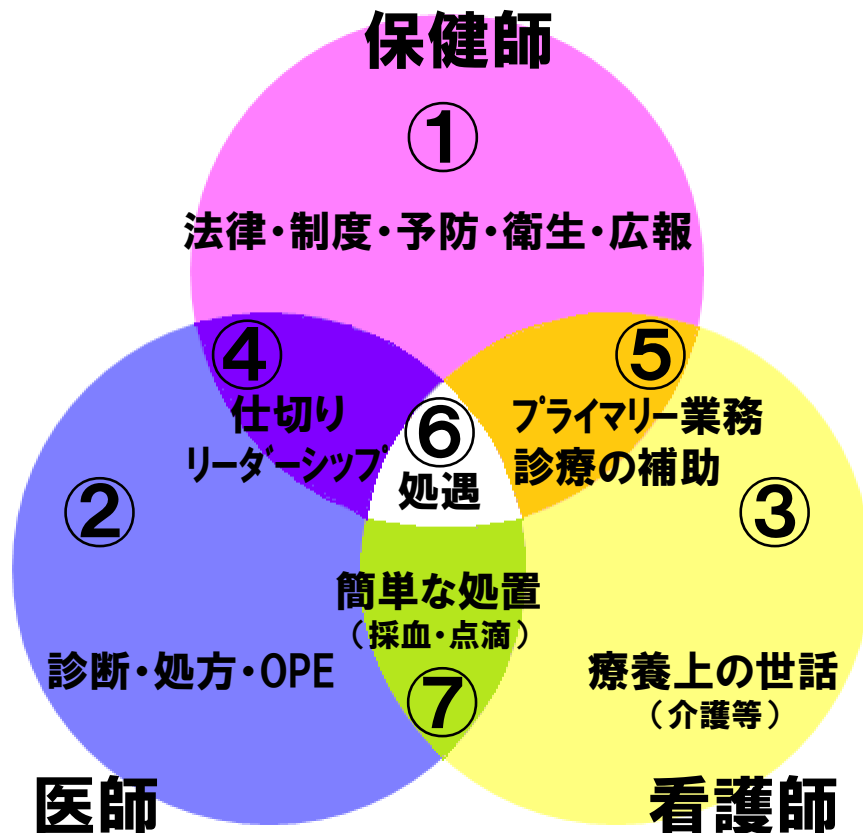 保健師
①
法律・制度・予防・衛生・広報
④
仕切り
リーダーシップ
⑤
プライマリー業務
診療の補助
⑥
処遇
②
診断・処方・OPE
③
療養上の世話
（介護等）
簡単な処置
（採血・点滴）
⑦
医師
看護師